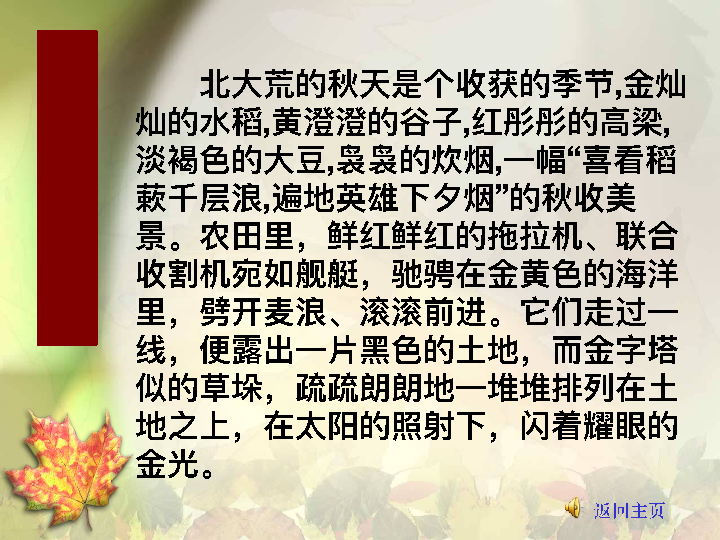 北大荒的秋天是个收获的季节,金灿
灿的水稻,黄澄澄的谷子,红彤彤的高梁,
淡褐色的大豆,袅袅的炊烟,一幅“喜看稻
蔌千层浪,遍地英雄下夕烟”的秋收美
景。农田里，鲜红鲜红的拖拉机、联合
收割机宛如舰艇，驰骋在金黄色的海洋
里，劈开麦浪、滚滚前进。它们走过一
线，便露出一片黑色的土地，而金字塔
似的草垛，疏疏朗朗地一堆堆排列在土
地之上，在太阳的照射下，闪着耀眼的
金光。
返回主页